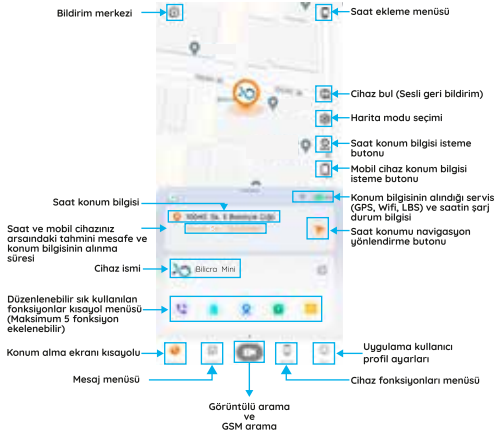 Bildirim merkezi
Saat ekleme menüsü
Cihaz bul (Sesli geri bildirim)
Harita modu seçimi
Saat konum bilgisi isteme
butonu
Mobil cihaz konum bilgisi
isteme butonu
Saat konum bilgisi
Konum bilgisinin alındığı servis
(GPS, Wifi, LBS) ve saatin şarj
durum bilgisi
Saat ve mobil cihazınız
arsaındaki tahmini mesafe ve
konum bilgisinin alınma
süresi
Saat konumu navigasyon
yönlendirme butonu
Cihaz ismi
Bilicra Mini
Düzenlenebilir sık kullanılan
fonksiyonlar kısayol menüsü
(Maksimum 5 fonksiyon
ekelenebilir)
Konum alma ekranı kısayolu
Uygulama kullanıcı
profil ayarları
Mesaj menüsü
Cihaz fonksiyonları menüsü
Görüntülü arama
ve
GSM arama